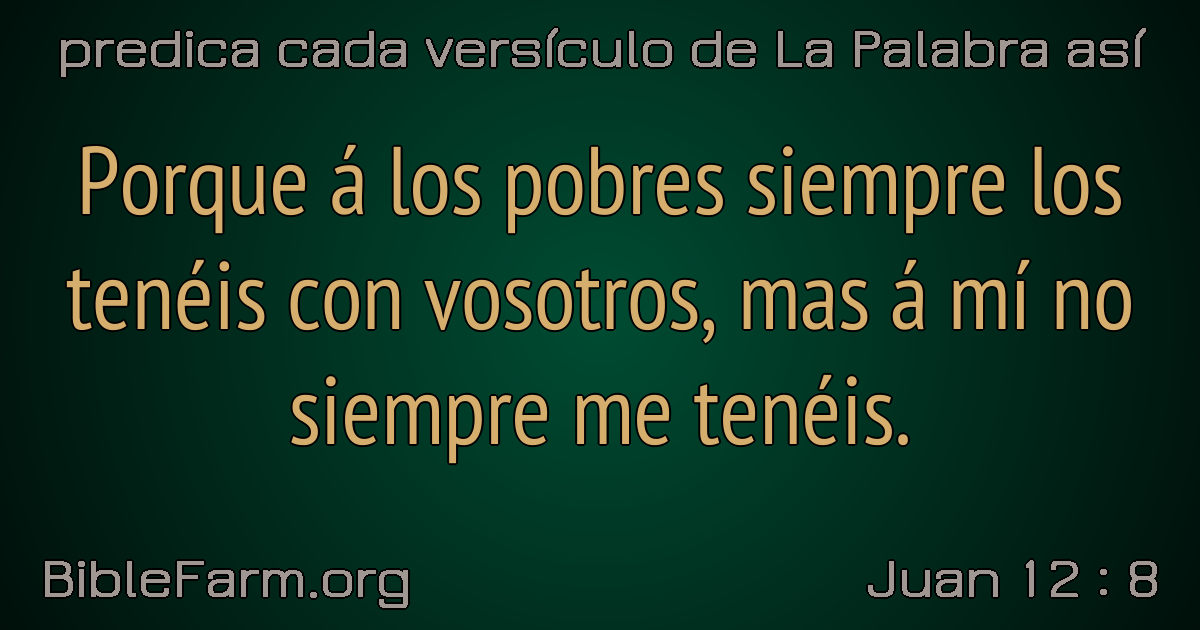 predica cada versículo de La Palabra así
Porque á los pobres siempre los
tenéis con vosotros, mas á mí no
siempre me tenéis.
BibleFarm.org
Juan 12 : 8